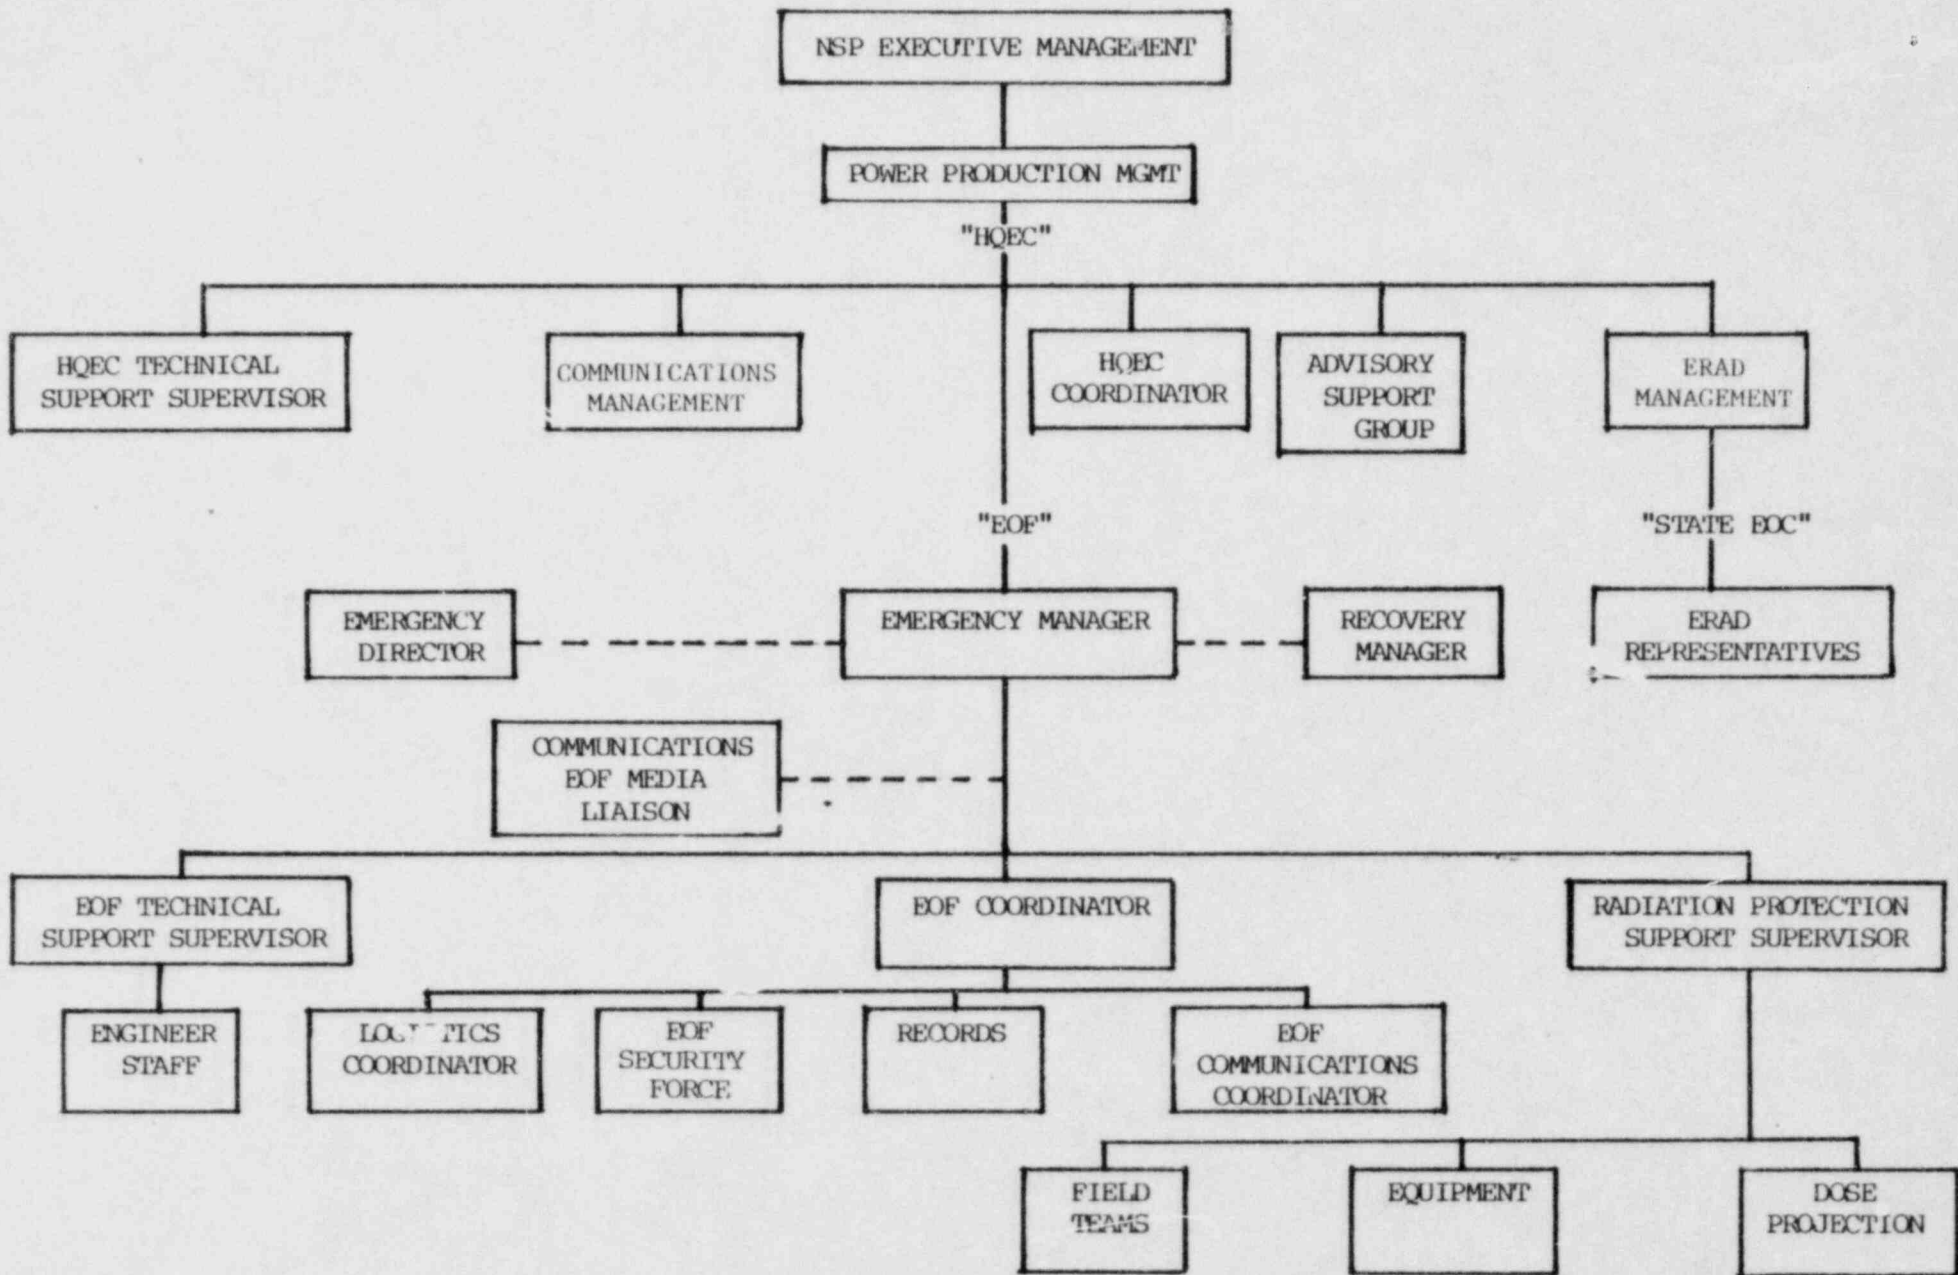 NSP EXECUTIVE MANAGEMENT
POWER PRODUCTION MGMT
"HQEC"
HQEC TECHNICAL
SUPPORT SUPERVISOR
COMMUNICATIONS
MANAGEMENT
HQEC
COORDINATOR
ADVISORY
SUPPORT
GROUP
ERAD
MANAGEMENT
"EOF"
"STATE EOC"
EMERGENCY
DIRECTOR
EMERGENCY MANAGER
RECOVERY
MANAGER
ERAD
REPRESENTATIVES
COMMUNICATIONS
EOF MEDIA
LIAISON
EOF TECHNICAL
SUPPORT SUPERVISOR
EOF COORDINATOR
RADIATION PROTECTION
SUPPORT SUPERVISOR
ENGINEER
STAFF
LOGISTICS
COORDINATOR
EOF
SECURITY
FORCE
RECORDS
EOF
COMMUNICATIONS
COORDINATOR
FIELD
TEAMS
EQUIPMENT
DOSE
PROJECTION